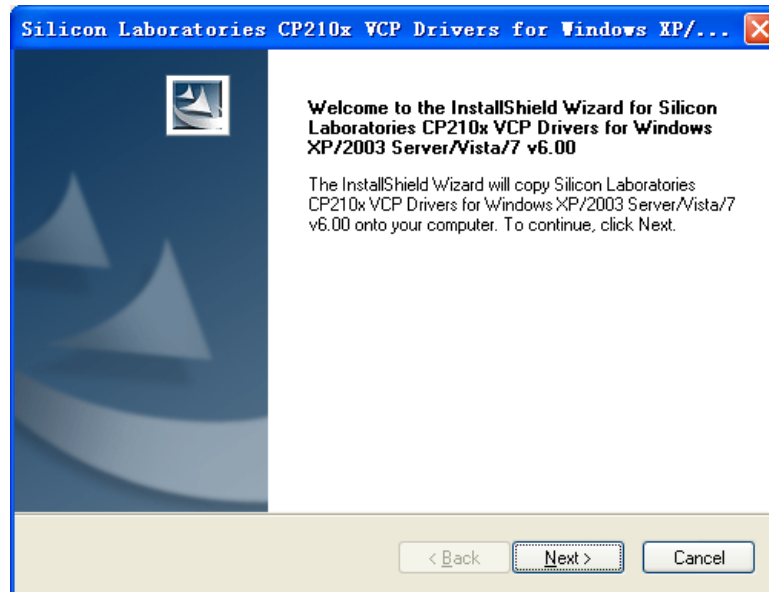 Silicon Laboratories CP210x VCP Drivers for Windows XP/...
Welcome to the InstallShield Wizard for Silicon
Laboratories CP210x VCP Drivers for Windows
XP/2003 Server/Vista/7 v6.00
The InstallShield Wizard will copy Silicon Laboratories
CP210x VCP Drivers for Windows XP/2003 Server/Vista/7
v6.00 onto your computer. To continue, click Next.
< Back
Next >
Cancel